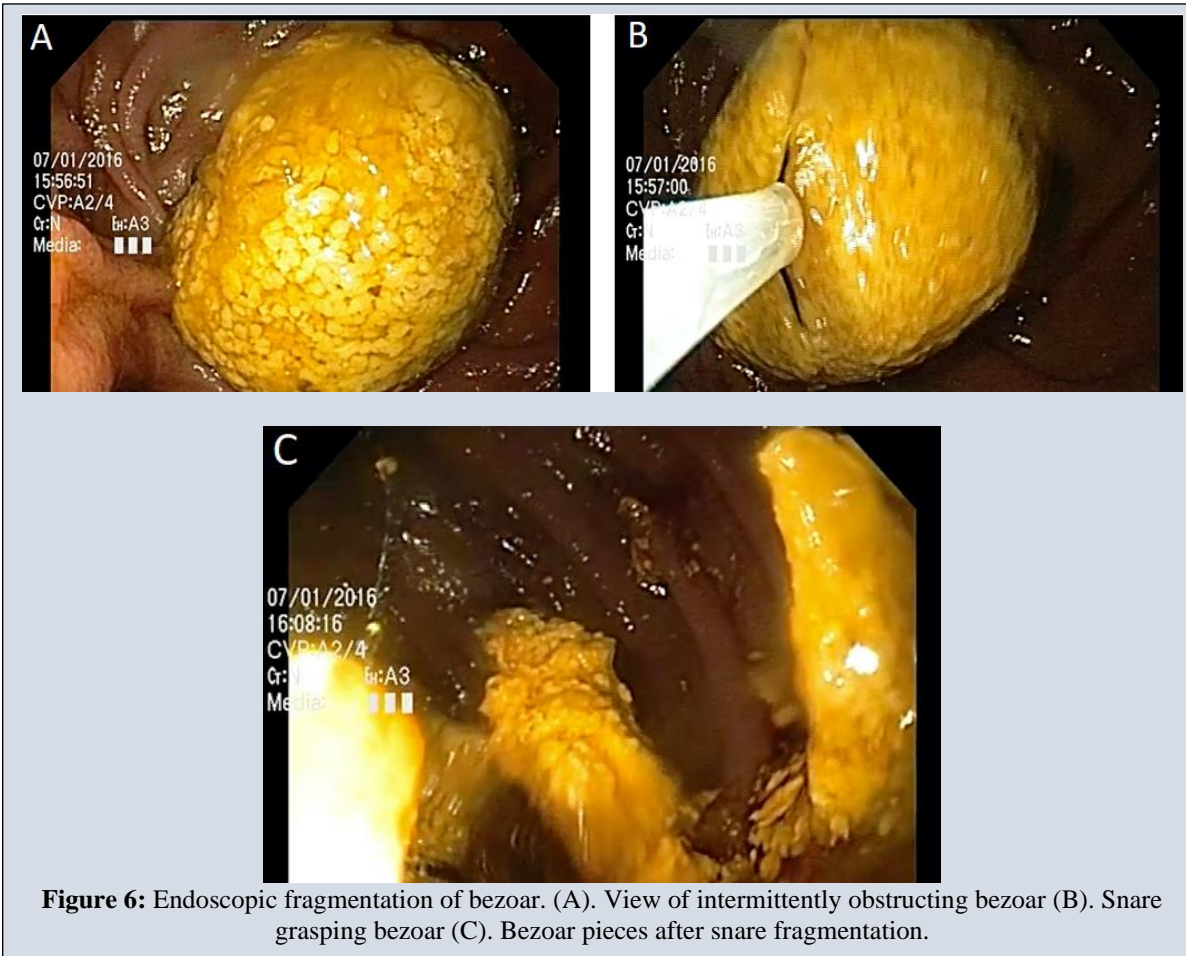 A
07/01/2016
15:56:51
CVP:A2/4
Cr:N EH:A3
Media:
B
07/01/2016
15:57:00
CVP:A2/4
Cr:N EH:A3
Media:
C
07/01/2016
16:08:16
CVP:A2/4
Cr:N EH:A3
Media:
Figure 6: Endoscopic fragmentation of bezoar. (A). View of intermittently obstructing bezoar (B). Snare
grasping bezoar (C). Bezoar pieces after snare fragmentation.